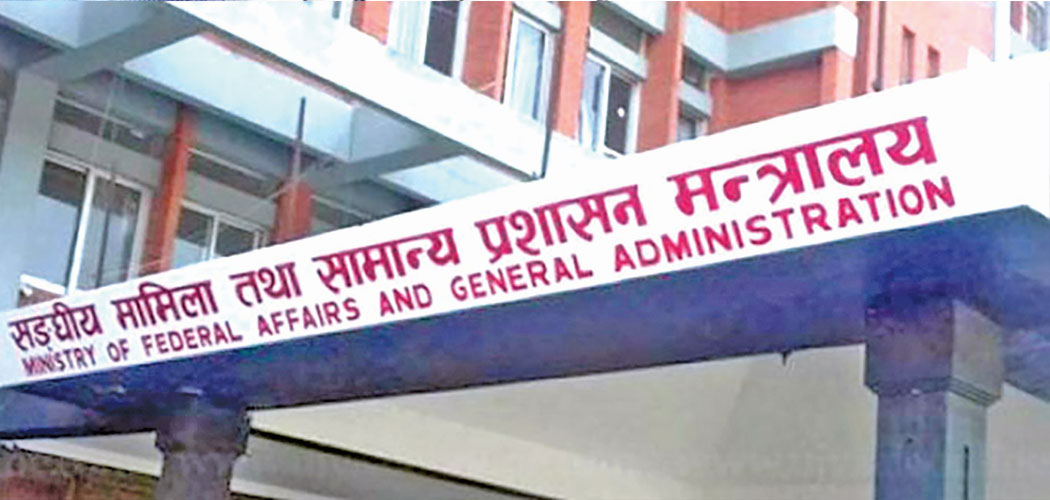 सङ्घीय मामिला तथा सामान्य प्रशासन मन्त्रालय
MINISTRY OF FEDERAL AFFAIRS AND GENERAL ADMINISTRATION